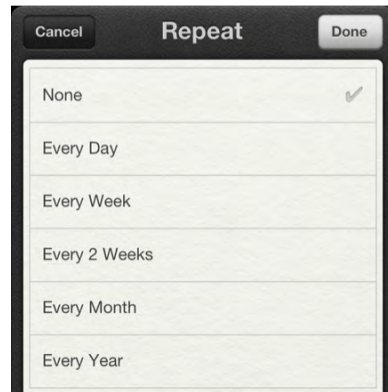 Cancel Repeat Done
None
Every Day
Every Week
Every 2 Weeks
Every Month
Every Year